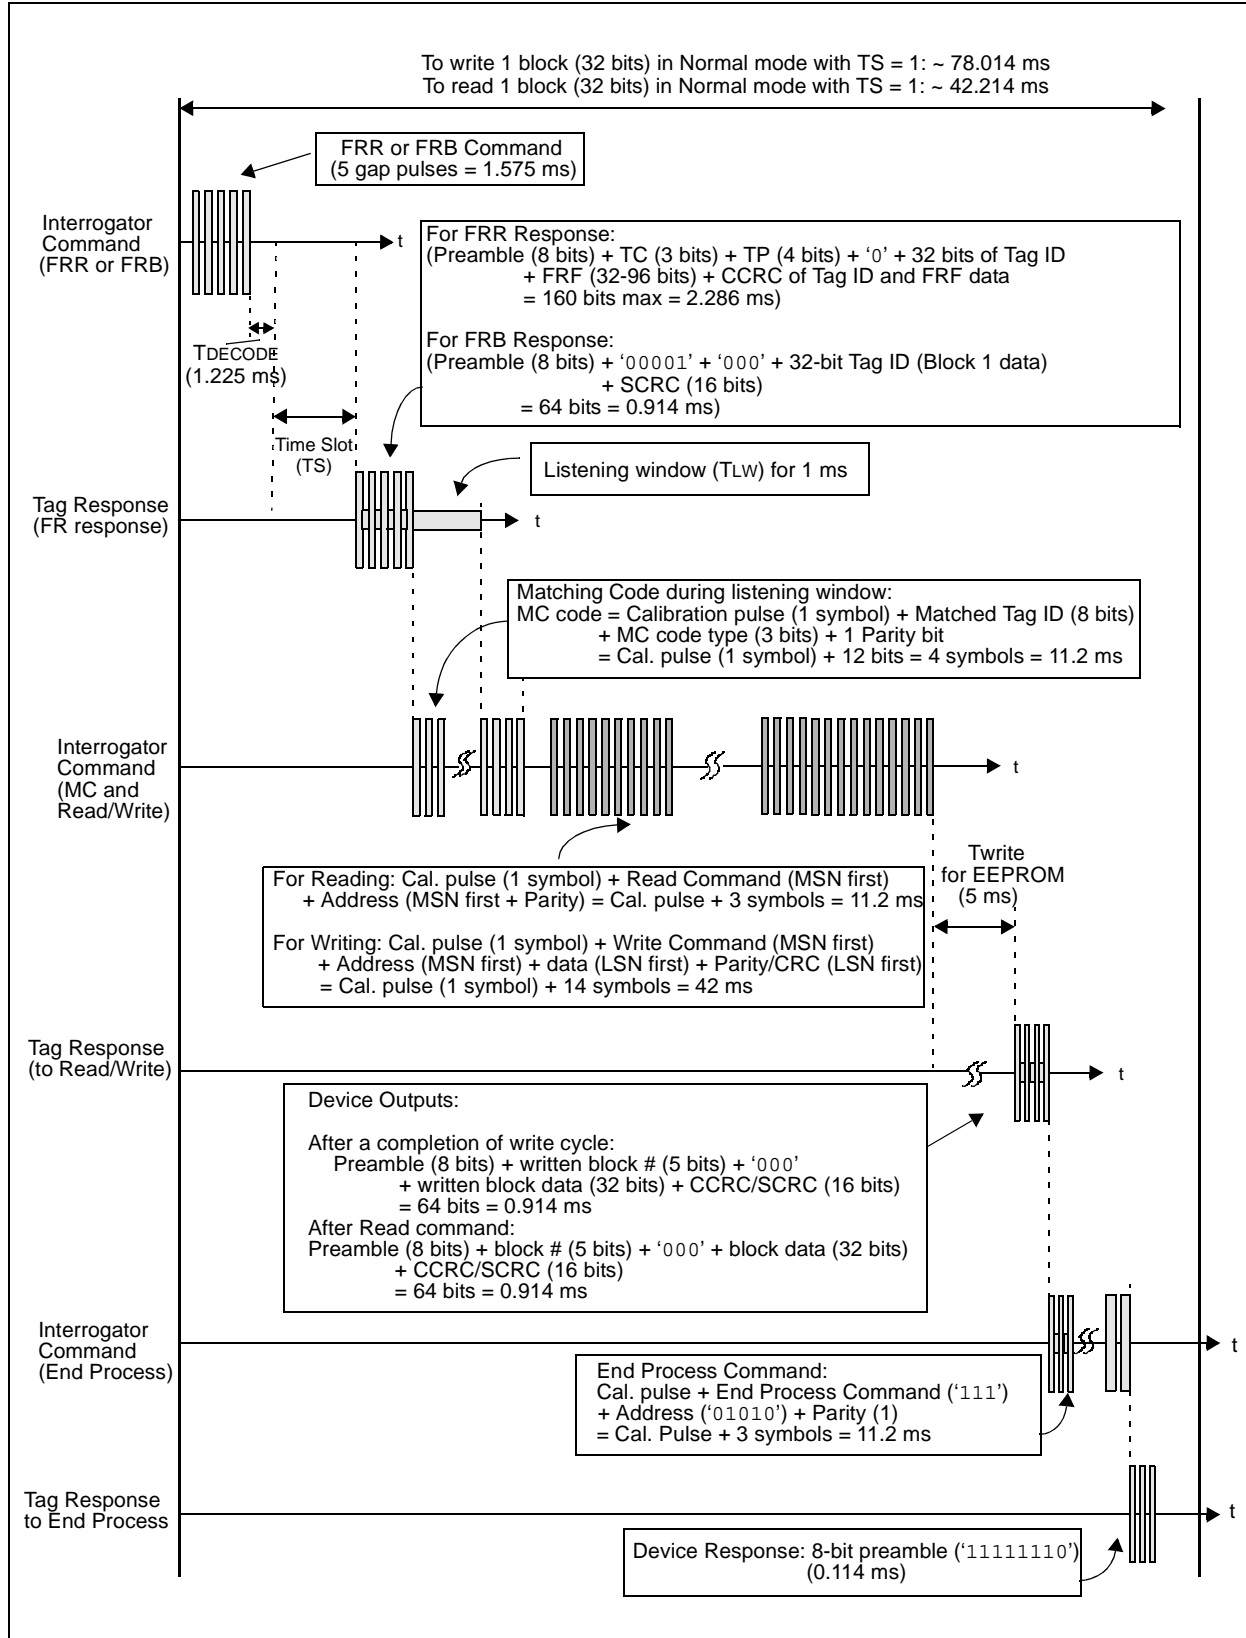 To write 1 block (32 bits) in Normal mode with TS = 1: ~ 78.014 ms
To read 1 block (32 bits) in Normal mode with TS = 1: ~ 42.214 ms
FRR or FRB Command
(5 gap pulses = 1.575 ms)
Interrogator
Command
(FRR or FRB)
t
For FRR Response:
(Preamble (8 bits) + TC (3 bits) + TP (4 bits) + ‘0’ + 32 bits of Tag ID
+ FRF (32-96 bits) + CCRC of Tag ID and FRF data
= 160 bits max = 2.286 ms)
For FRB Response:
(Preamble (8 bits) + ‘00001’ + ‘000’ + 32-bit Tag ID (Block 1 data)
+ SCRC (16 bits)
= 64 bits = 0.914 ms)
TDECODE
(1.225 ms)
Time Slot
(TS)
Listening window (TLW) for 1 ms
Tag Response
(FR response)
t
Matching Code during listening window:
MC code = Calibration pulse (1 symbol) + Matched Tag ID (8 bits)
+ MC code type (3 bits) + 1 Parity bit
= Cal. pulse (1 symbol) + 12 bits = 4 symbols = 11.2 ms
Interrogator
Command
(MC and
Read/Write)
t
Twrite
for EEPROM
(5 ms)
For Reading: Cal. pulse (1 symbol) + Read Command (MSN first)
+ Address (MSN first + Parity) = Cal. pulse + 3 symbols = 11.2 ms
For Writing: Cal. pulse (1 symbol) + Write Command (MSN first)
+ Address (MSN first) + data (LSN first) + Parity/CRC (LSN first)
= Cal. pulse (1 symbol) + 14 symbols = 42 ms
Tag Response
(to Read/Write)
t
Device Outputs:
After a completion of write cycle:
Preamble (8 bits) + written block # (5 bits) + ‘000’
+ written block data (32 bits) + CCRC/SCRC (16 bits)
= 64 bits = 0.914 ms
After Read command:
Preamble (8 bits) + block # (5 bits) + ‘000’ + block data (32 bits)
+ CCRC/SCRC (16 bits)
= 64 bits = 0.914 ms
Interrogator
Command
(End Process)
t
End Process Command:
Cal. pulse + End Process Command (‘111’)
+ Address (‘01010’) + Parity (1)
= Cal. Pulse + 3 symbols = 11.2 ms
Tag Response
to End Process
t
Device Response: 8-bit preamble (‘11111110’)
(0.114 ms)